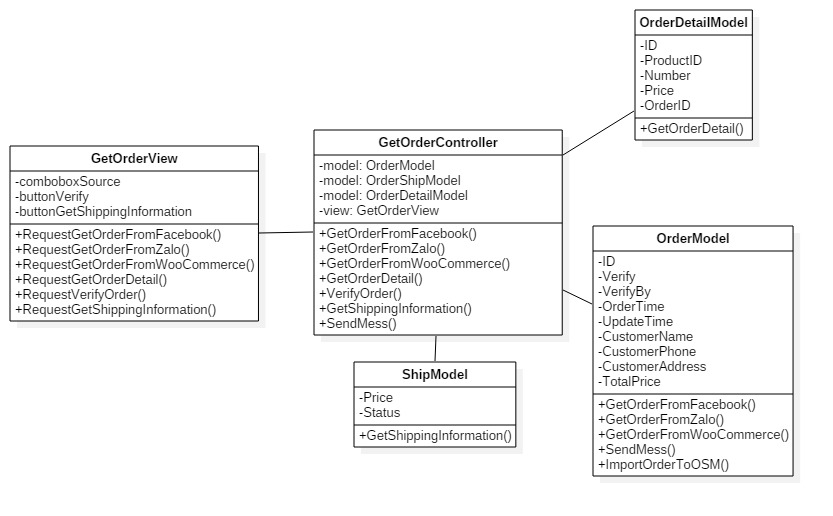 GetOrderView
-comboboxSource
-buttonVerify
-buttonGetShippingInformation
+RequestGetOrderFromFacebook()
+RequestGetOrderFromZalo()
+RequestGetOrderFromWooCommerce()
+RequestGetOrderDetail()
+RequestVerifyOrder()
+RequestGetShippingInformation()
GetOrderController
-model: OrderModel
-model: OrderShipModel
-model: OrderDetailModel
-view: GetOrderView
+GetOrderFromFacebook()
+GetOrderFromZalo()
+GetOrderFromWooCommerce()
+GetOrderDetail()
+VerifyOrder()
+GetShippingInformation()
+SendMess()
ShipModel
-Price
-Status
+GetShippingInformation()
OrderDetailModel
-ID
-ProductID
-Number
-Price
-OrderID
+GetOrderDetail()
OrderModel
-ID
-Verify
-VerifyBy
-OrderTime
-UpdateTime
-CustomerName
-CustomerPhone
-CustomerAddress
-TotalPrice
+GetOrderFromFacebook()
+GetOrderFromZalo()
+GetOrderFromWooCommerce()
+SendMess()
+ImportOrderToOSM()